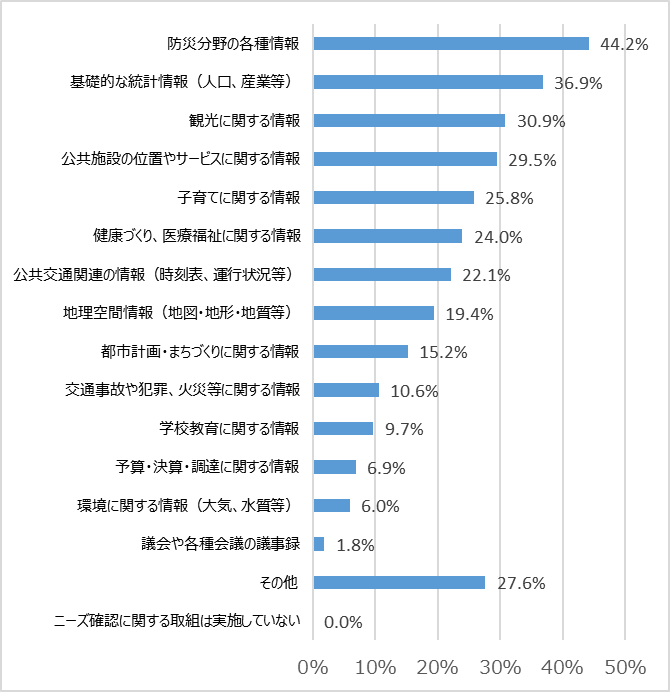 防災分野の各種情報 44.2%
基礎的な統計情報（人口、産業等） 36.9%
観光に関する情報 30.9%
公共施設の位置やサービスに関する情報 29.5%
子育てに関する情報 25.8%
健康づくり、医療福祉に関する情報 24.0%
公共交通関連の情報（時刻表、運行状況等） 22.1%
地理空間情報（地図・地形・地質等） 19.4%
都市計画・まちづくりに関する情報 15.2%
交通事故や犯罪、火災等に関する情報 10.6%
学校教育に関する情報 9.7%
予算・決算・調達に関する情報 6.9%
環境に関する情報（大気、水質等） 6.0%
議会や各種会議の議事録 1.8%
その他 27.6%
ニーズ確認に関する取組は実施していない 0.0%
0% 10% 20% 30% 40% 50%